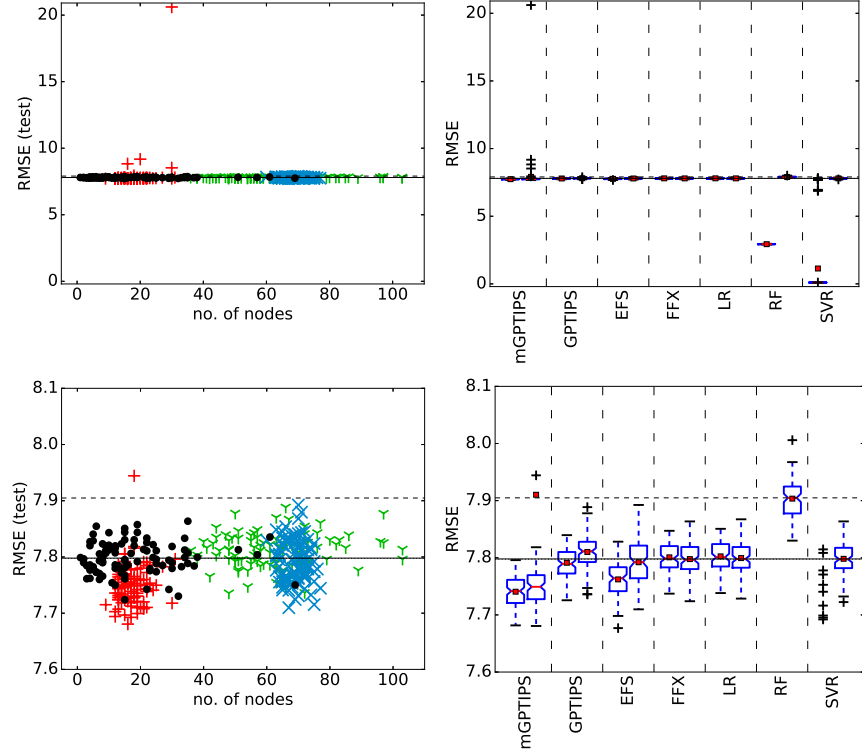 20
15
10
5
0
RMSE (test)
0 20 40 60 80 100
no. of nodes
20
15
10
5
0
RMSE
mGPTIPS
GPTIPS
EFS
FFX
LR
RF
SVR
8.1
8.0
7.9
7.8
7.7
7.6
RMSE (test)
0 20 40 60 80 100
no. of nodes
8.1
8.0
7.9
7.8
7.7
7.6
RMSE
mGPTIPS
GPTIPS
EFS
FFX
LR
RF
SVR